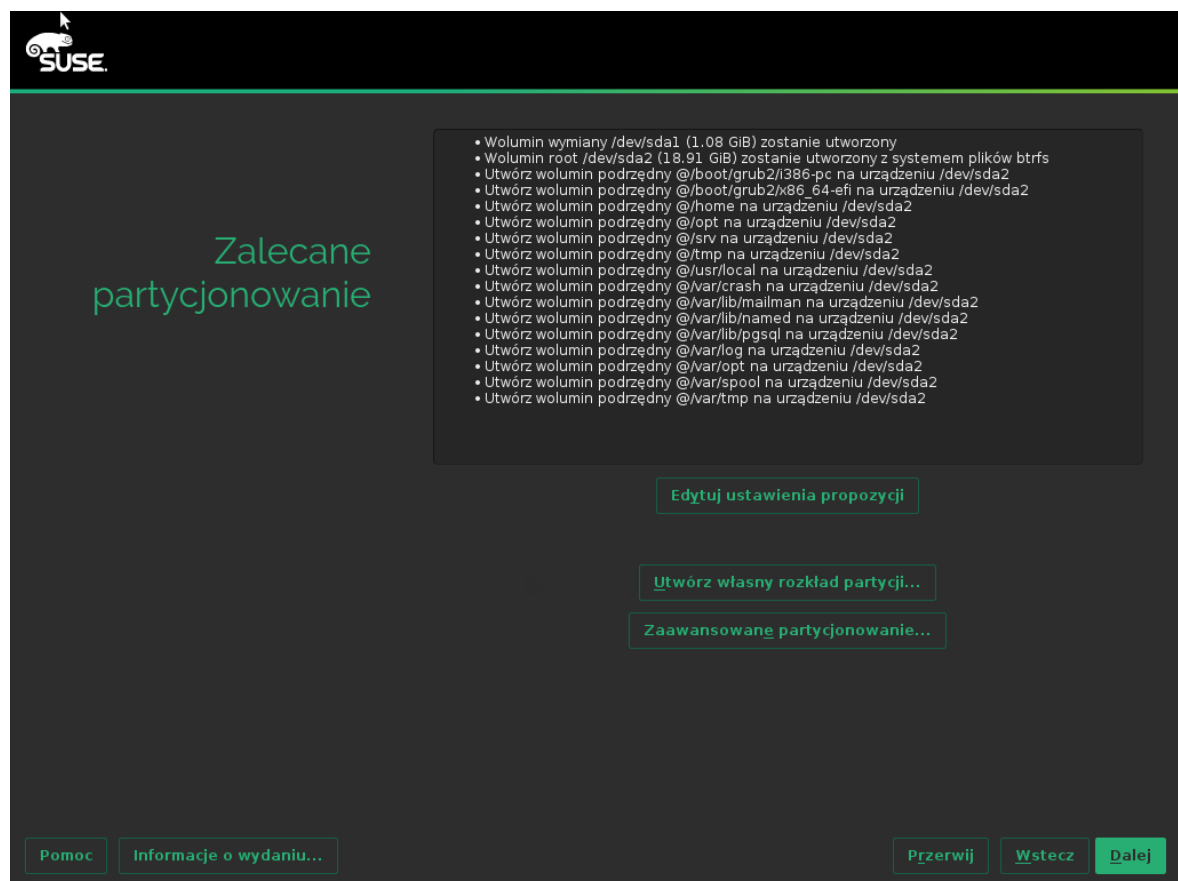 SUSE.
Zalecane
partycjonowanie
• Wolumin wymiany /dev/sda1 (1.08 GiB) zostanie utworzony
• Wolumin root /dev/sda2 (18.91 GiB) zostanie utworzony z systemem plików btrfs
• Utwórz wolumin podrzędny @/boot/grub2/i386-pc na urządzeniu /dev/sda2
• Utwórz wolumin podrzędny @/boot/grub2/x86_64-efi na urządzeniu /dev/sda2
• Utwórz wolumin podrzędny @/home na urządzeniu /dev/sda2
• Utwórz wolumin podrzędny @/opt na urządzeniu /dev/sda2
• Utwórz wolumin podrzędny @/srv na urządzeniu /dev/sda2
• Utwórz wolumin podrzędny @/tmp na urządzeniu /dev/sda2
• Utwórz wolumin podrzędny @/usr/local na urządzeniu /dev/sda2
• Utwórz wolumin podrzędny @/var/crash na urządzeniu /dev/sda2
• Utwórz wolumin podrzędny @/var/lib/mailman na urządzeniu /dev/sda2
• Utwórz wolumin podrzędny @/var/lib/named na urządzeniu /dev/sda2
• Utwórz wolumin podrzędny @/var/lib/pgsql na urządzeniu /dev/sda2
• Utwórz wolumin podrzędny @/var/log na urządzeniu /dev/sda2
• Utwórz wolumin podrzędny @/var/opt na urządzeniu /dev/sda2
• Utwórz wolumin podrzędny @/var/spool na urządzeniu /dev/sda2
• Utwórz wolumin podrzędny @/var/tmp na urządzeniu /dev/sda2
Edytuj ustawienia propozycji
Utwórz własny rozkład partycji...
Zaawansowane partycjonowanie...
Pomoc
Informacje o wydaniu...
Przerwij
Wstecz
Dalej